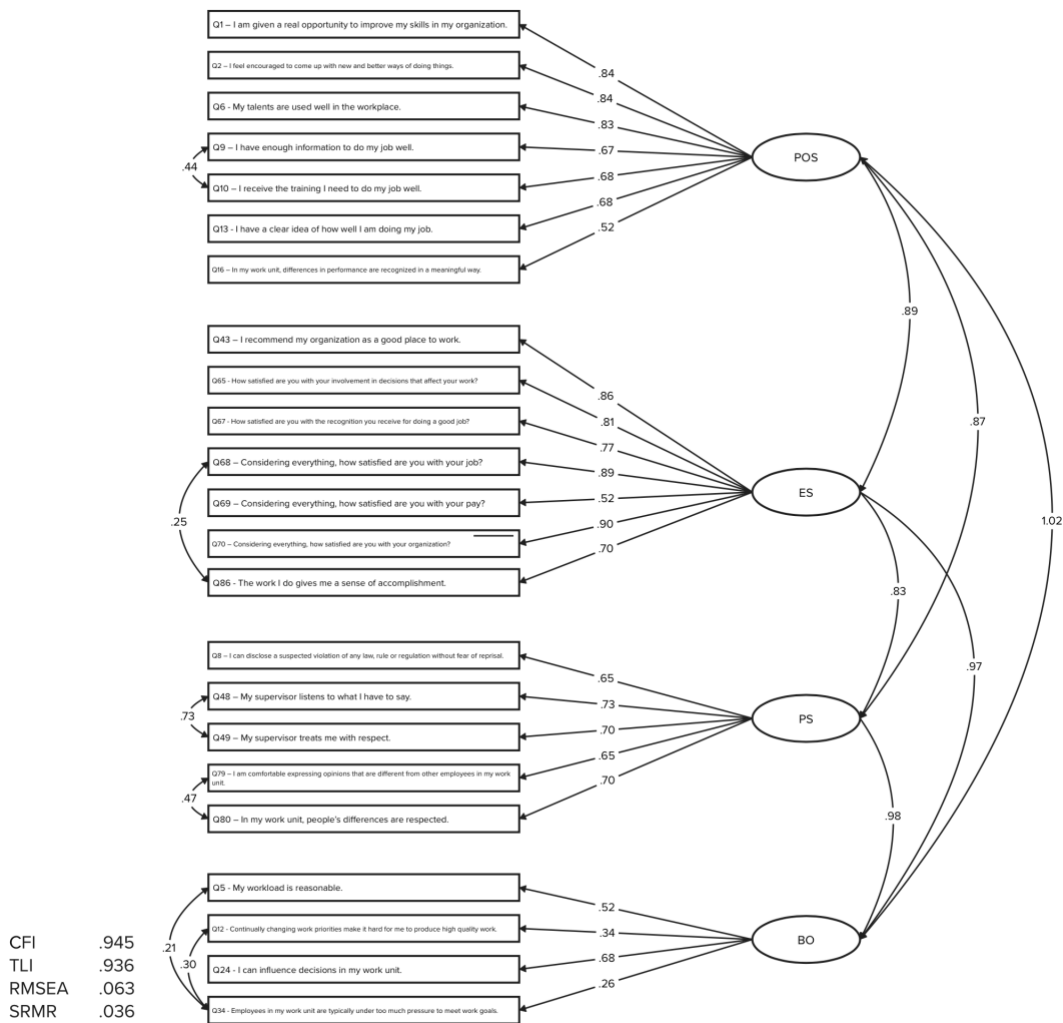 Q1 – I am given a real opportunity to improve my skills in my organization.
Q2 – I feel encouraged to come up with new and better ways of doing things.
Q6 - My talents are used well in the workplace.
Q9 – I have enough information to do my job well.
Q10 – I receive the training I need to do my job well.
Q13 - I have a clear idea of how well I am doing my job.
Q16 – In my work unit, differences in performance are recognized in a meaningful way.
.44
.84
.84
.83
.67
.68
.68
.52
POS
Q43 – I recommend my organization as a good place to work.
Q65 - How satisfied are you with your involvement in decisions that affect your work?
Q67 - How satisfied are you with the recognition you receive for doing a good job?
Q68 – Considering everything, how satisfied are you with your job?
Q69 – Considering everything, how satisfied are you with your pay?
Q70 – Considering everything, how satisfied are you with your organization?
Q86 - The work I do gives me a sense of accomplishment.
.25
.86
.81
.77
.89
.52
.90
.70
ES
.89
.87
1.02
Q8 – I can disclose a suspected violation of any law, rule or regulation without fear of reprisal.
Q48 – My supervisor listens to what I have to say.
Q49 – My supervisor treats me with respect.
Q79 – I am comfortable expressing opinions that are different from other employees in my work
unit.
Q80 – In my work unit, people's differences are respected.
.73
.47
.65
.73
.70
.65
.70
PS
.83
.97
.98
Q5 - My workload is reasonable.
Q12 - Continually changing work priorities make it hard for me to produce high quality work.
Q24 - I can influence decisions in my work unit.
Q34 - Employees in my work unit are typically under too much pressure to meet work goals.
.21
.30
.52
.34
.68
.26
BO
CFI .945
TLI .936
RMSEA .063
SRMR .036